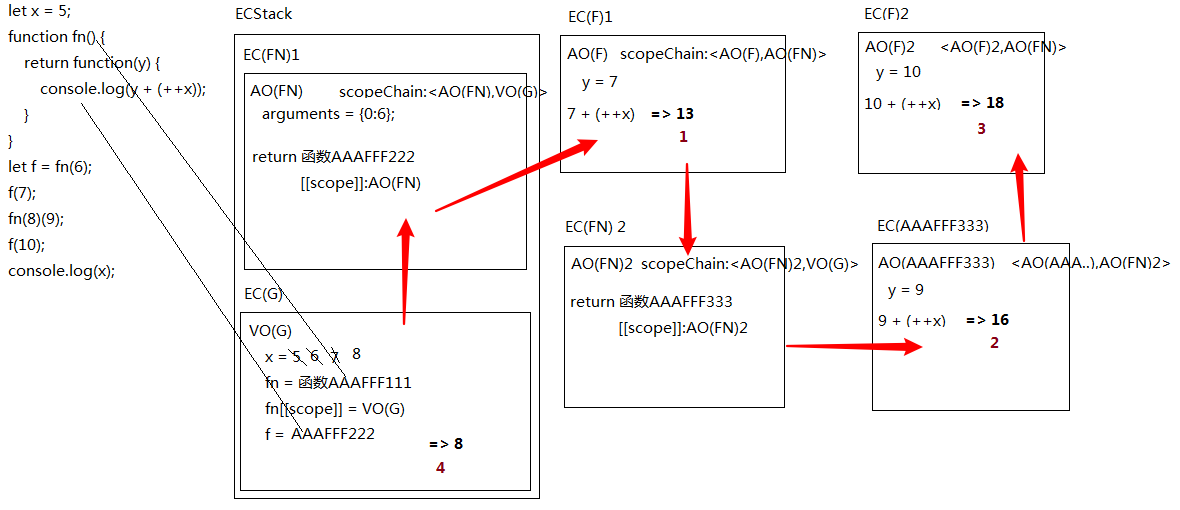 let x = 5;
function fn() {
return function(y) {
console.log(y + (++x));
}
}
let f = fn(6);
f(7);
fn(8)(9);
f(10);
console.log(x);
ECStack
EC(FN)1
AO(FN) scopeChain:<AO(FN),VO(G)>
arguments = {0:6};
return 函数AAAFFF222
[[scope]]:AO(FN)
EC(G)
VO(G)
x = 5 6 7 8
fn = 函数AAAFFF111
fn[[scope]] = VO(G)
f = AAAFFF222
=> 8
4
EC(F)1
AO(F) scopeChain:<AO(F),AO(FN)>
y = 7
7 + (++x) => 13
1
EC(FN) 2
AO(FN)2 scopeChain:<AO(FN)2,VO(G)>
return 函数AAAFFF333
[[scope]]:AO(FN)2
EC(F)2
AO(F)2 <AO(F)2,AO(FN)>
y = 10
10 + (++x) => 18
3
EC(AAAFFF333)
AO(AAAFFF333) <AO(AAA..),AO(FN)2>
y = 9
9 + (++x) => 16
2